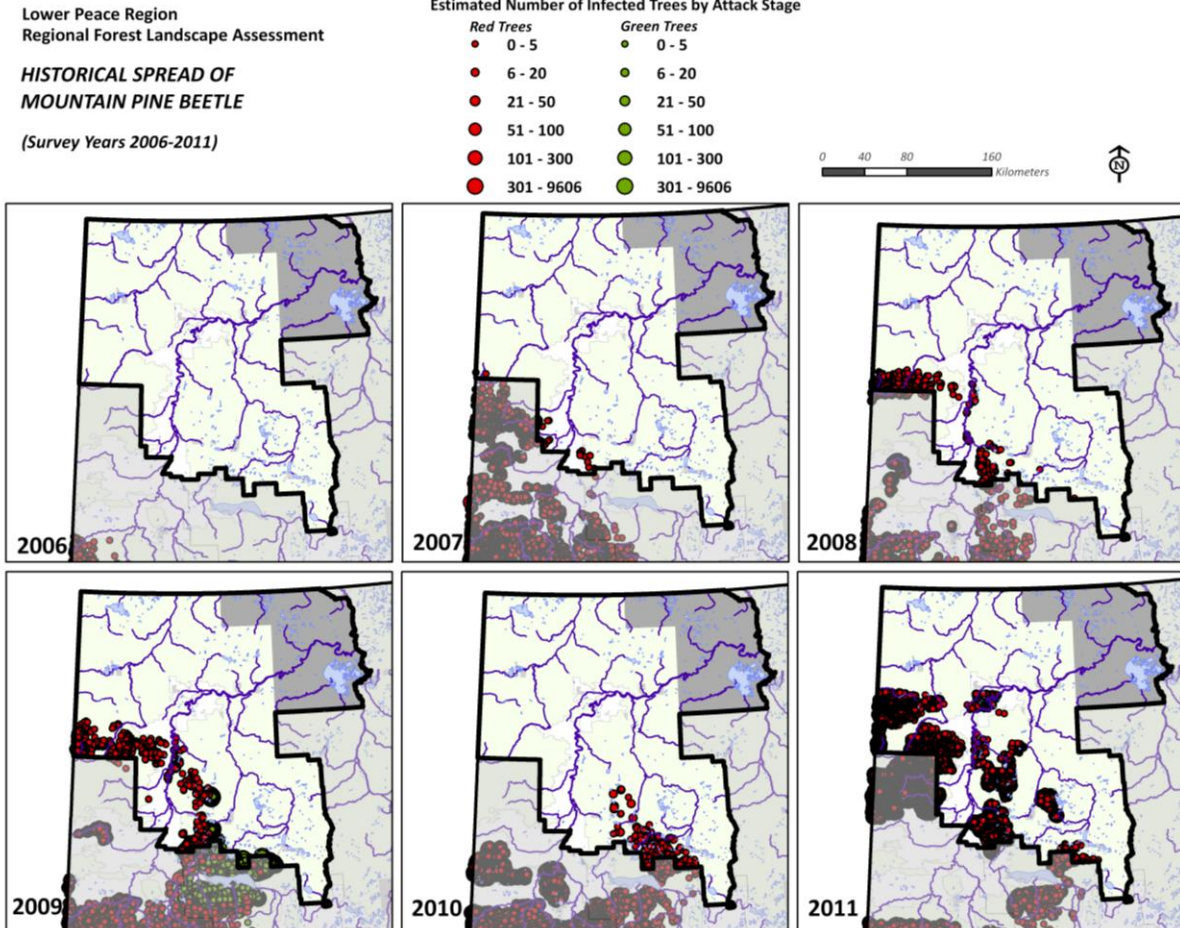 Lower Peace Region
Regional Forest Landscape Assessment
HISTORICAL SPREAD OF
MOUNTAIN PINE BEETLE
(Survey Years 2006-2011)
Estimated Number of Infected Trees by Attack Stage
Red Trees Green Trees
0 - 5 0 - 5
6 - 20 6 - 20
21 - 50 21 - 50
51 - 100 51 - 100
101 - 300 101 - 300
301 - 9606 301 - 9606
0 40 80 160
Kilometers
N
2006
2007
2008
2009
2010
2011